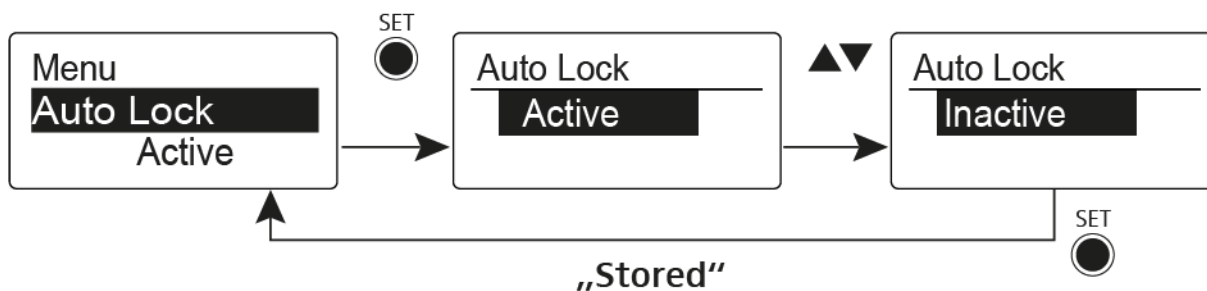 SET
Menu
Auto Lock
Active
Auto Lock
Active
▲▼
Auto Lock
Inactive
SET
„Stored“